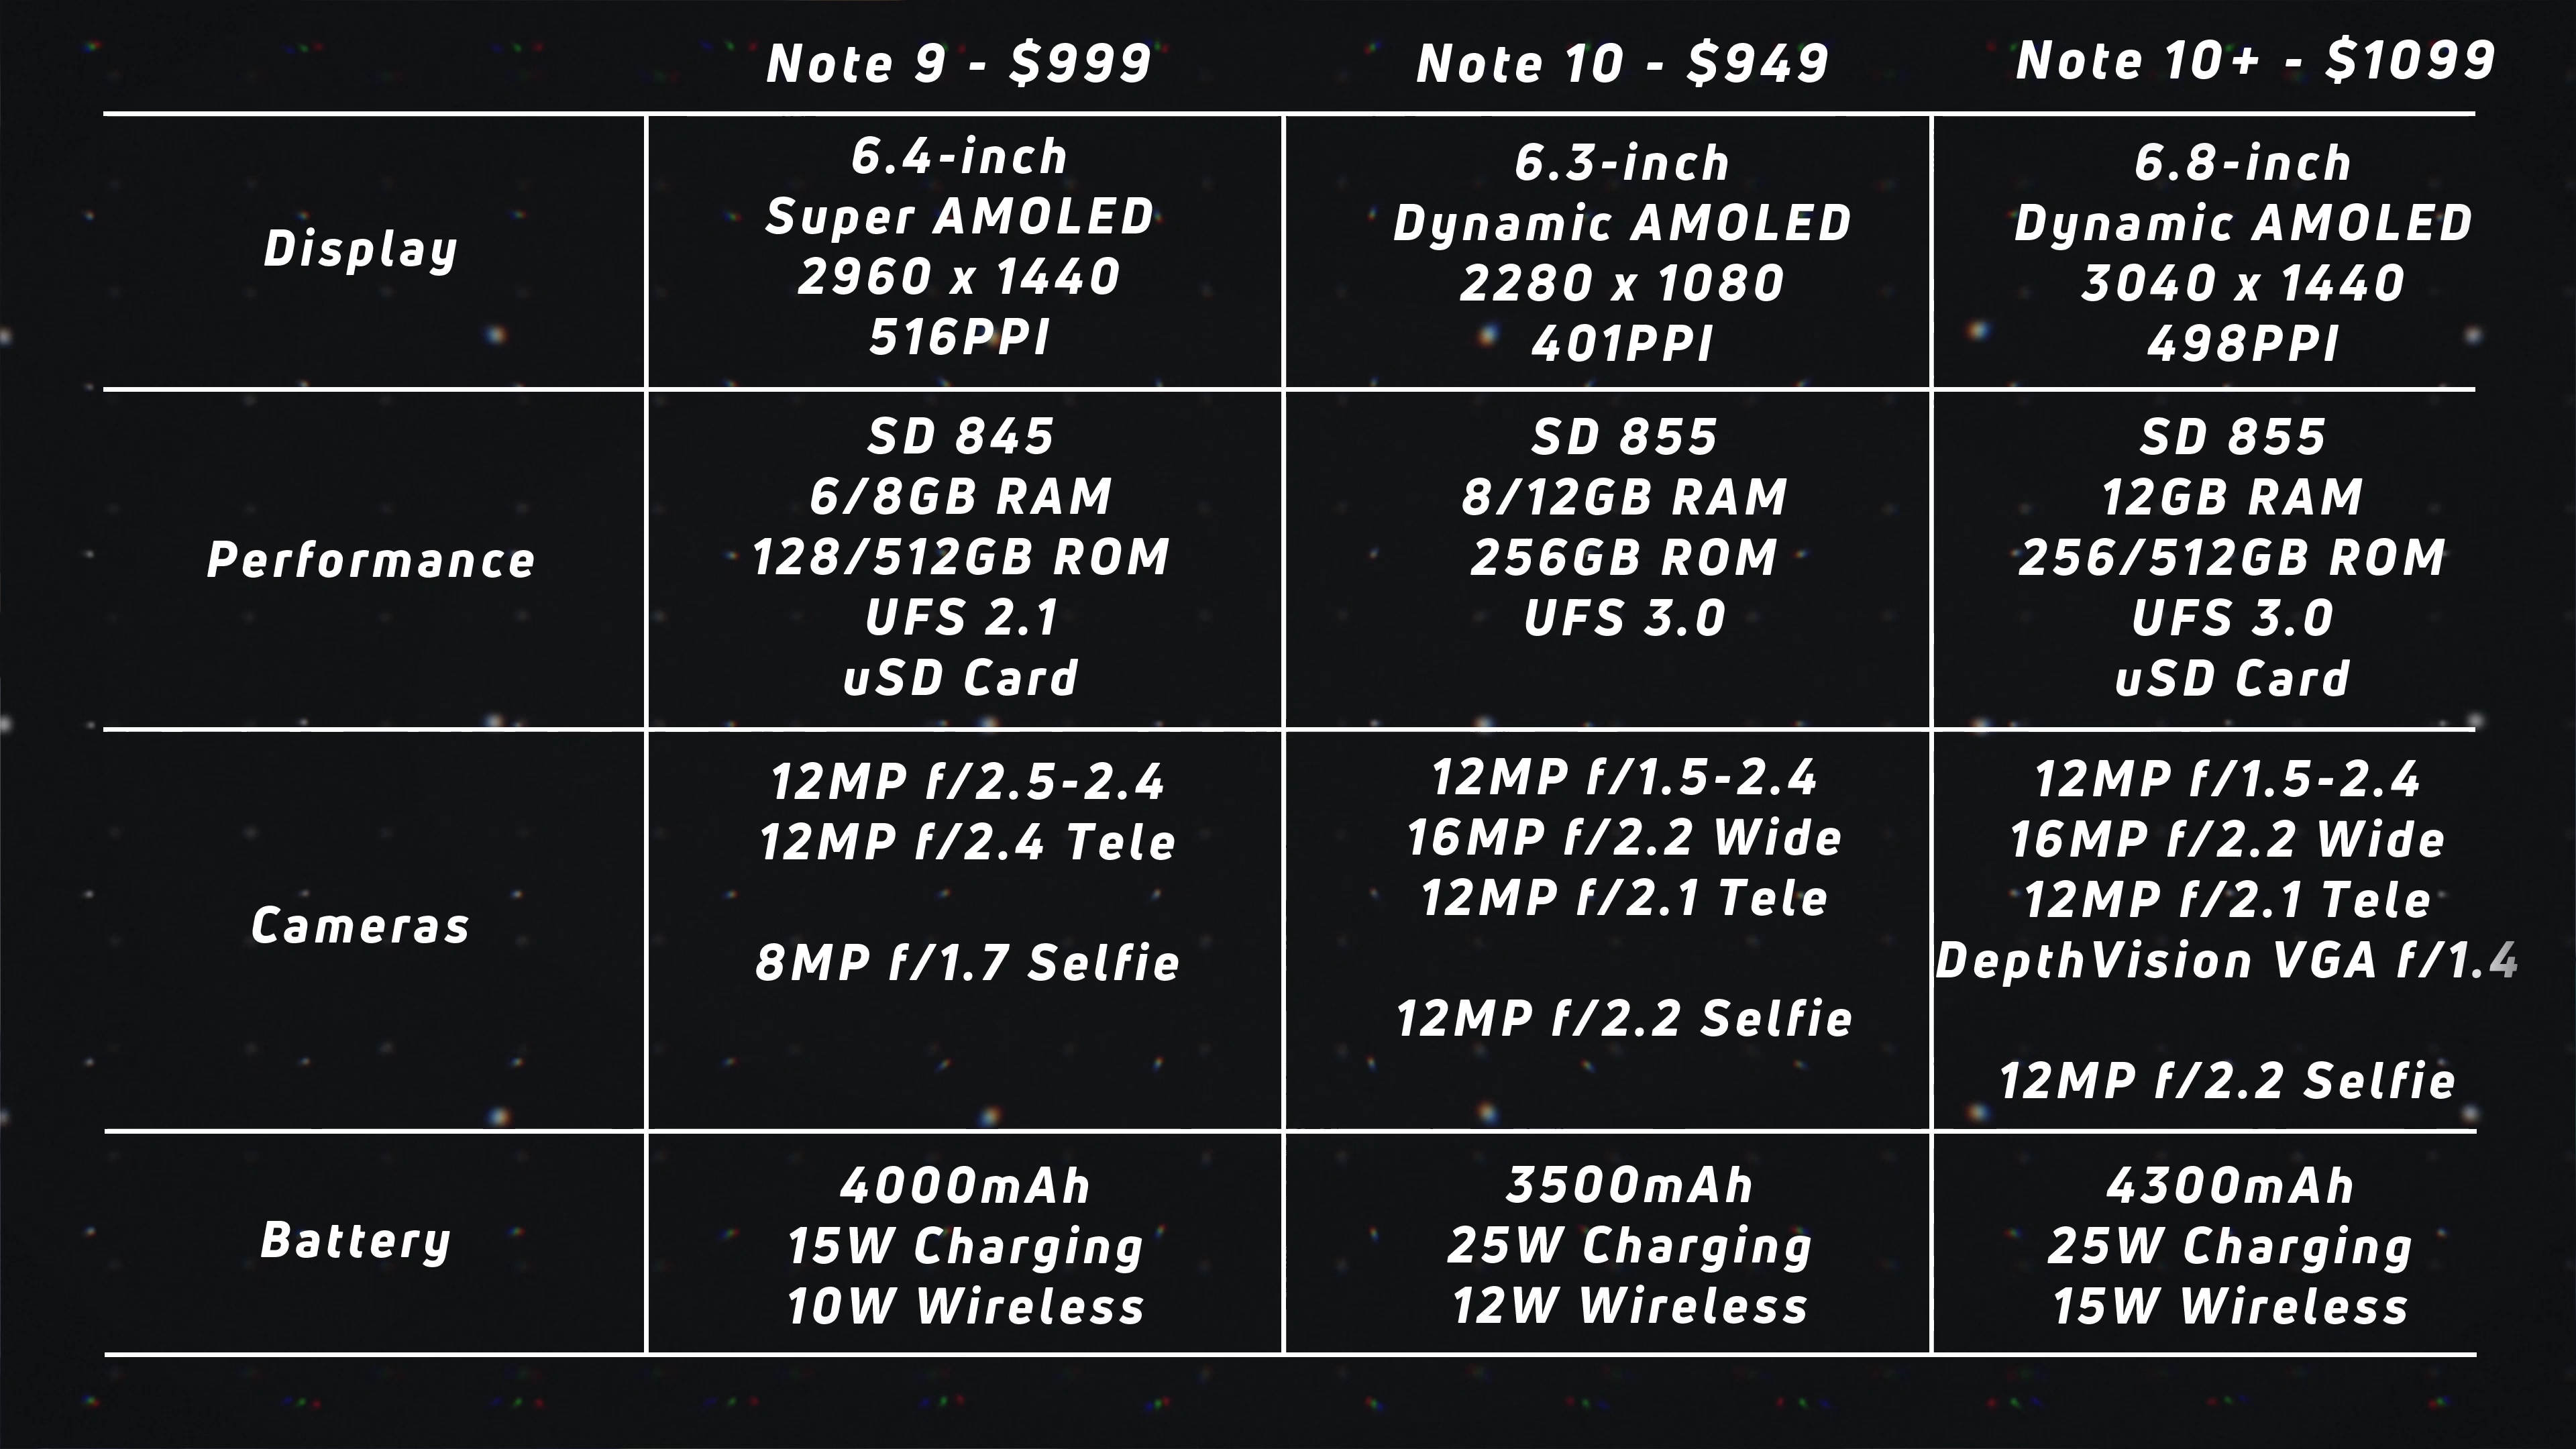 Note 9 - $999
Note 10 - $949
Note 10+ - $1099
Display
6.4-inch
Super AMOLED
2960 x 1440
516PPI
6.3-inch
Dynamic AMOLED
2280 x 1080
401PPI
6.8-inch
Dynamic AMOLED
3040 x 1440
498PPI
Performance
SD 845
6/8GB RAM
128/512GB ROM
UFS 2.1
uSD Card
SD 855
8/12GB RAM
256GB ROM
UFS 3.0
SD 855
12GB RAM
256/512GB ROM
UFS 3.0
uSD Card
Cameras
12MP f/2.5-2.4
12MP f/2.4 Tele
8MP f/1.7 Selfie
12MP f/1.5-2.4
16MP f/2.2 Wide
12MP f/2.1 Tele
12MP f/2.2 Selfie
12MP f/1.5-2.4
16MP f/2.2 Wide
12MP f/2.1 Tele
DepthVision VGA f/1.4
12MP f/2.2 Selfie
Battery
4000mAh
15W Charging
10W Wireless
3500mAh
25W Charging
12W Wireless
4300mAh
25W Charging
15W Wireless